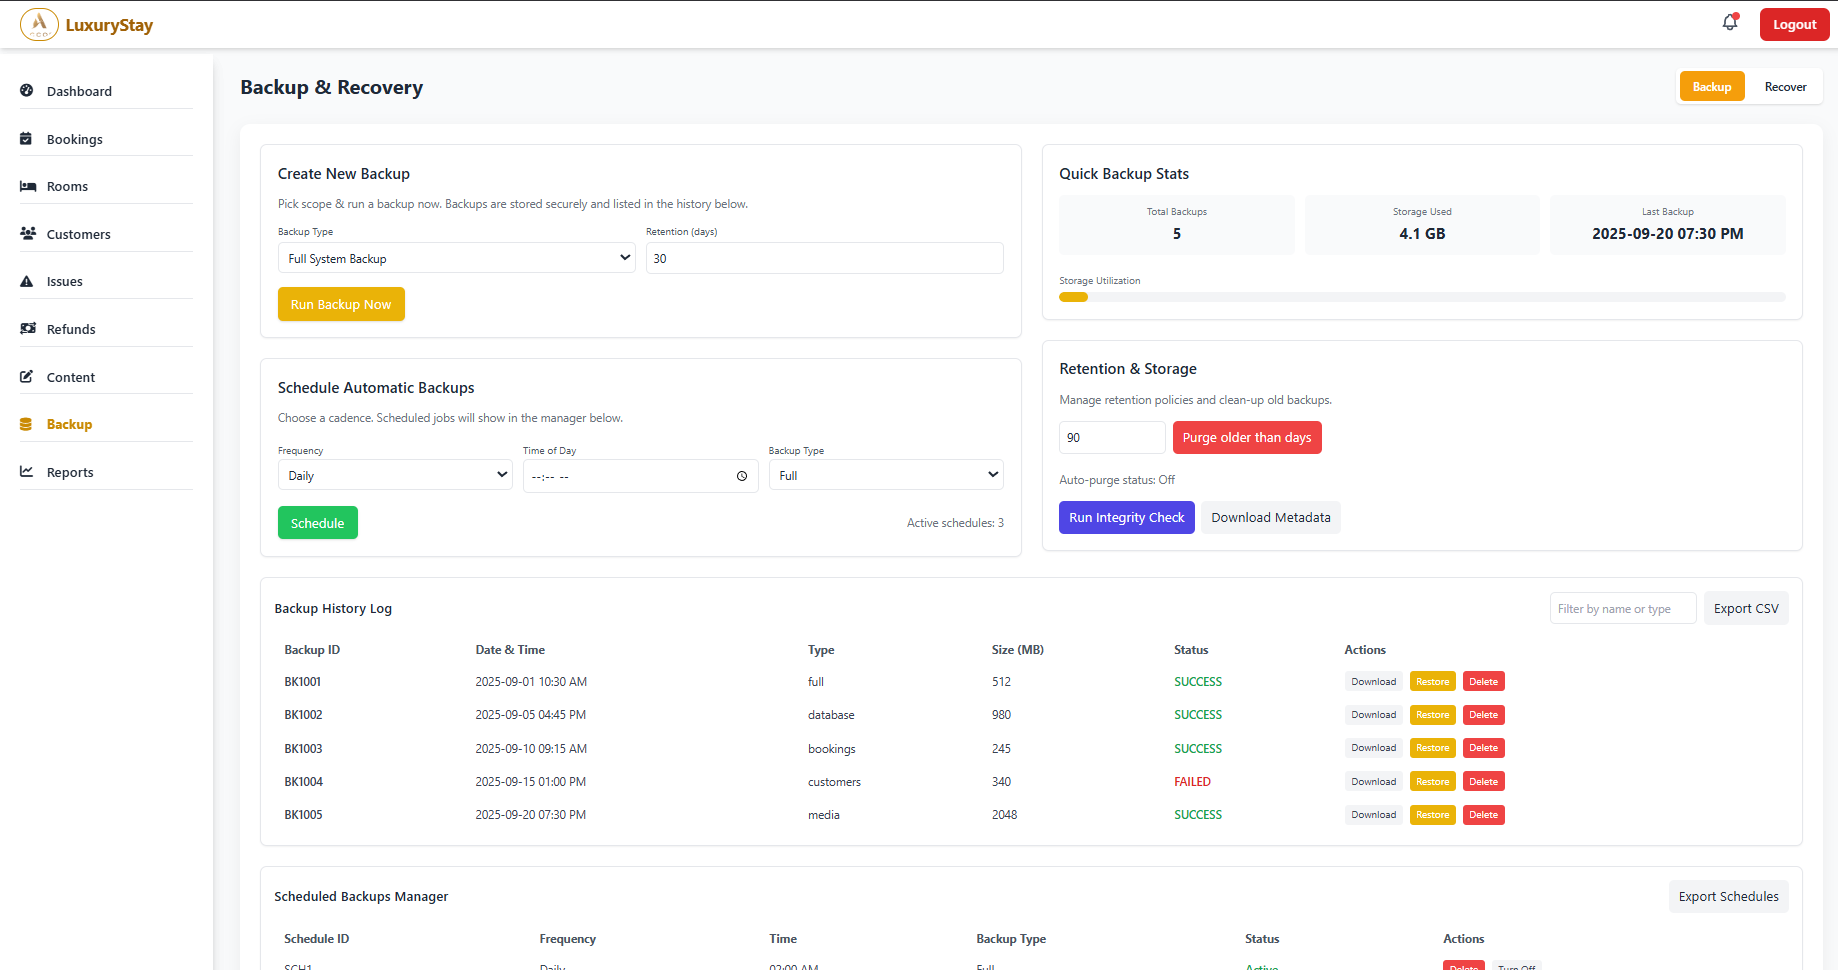 LuxuryStay
Logout
Dashboard
Bookings
Rooms
Customers
Issues
Refunds
Content
Backup
Reports
Backup & Recovery
Backup
Recover
Create New Backup
Pick scope & run a backup now. Backups are stored securely and listed in the history below.
Backup Type
Retention (days)
Full System Backup
30
Run Backup Now
Quick Backup Stats
Total Backups
5
Storage Used
4.1 GB
Last Backup
2025-09-20 07:30 PM
Storage Utilization
Schedule Automatic Backups
Choose a cadence. Scheduled jobs will show in the manager below.
Frequency
Time of Day
Backup Type
Daily
--:-- --
Full
Schedule
Active schedules: 3
Retention & Storage
Manage retention policies and clean-up old backups.
90
Purge older than days
Auto-purge status: Off
Run Integrity Check
Download Metadata
Backup History Log
Filter by name or type
Export CSV
Backup ID Date & Time Type Size (MB) Status Actions
BK1001 2025-09-01 10:30 AM full 512 SUCCESS Download Restore Delete
BK1002 2025-09-05 04:45 PM database 980 SUCCESS Download Restore Delete
BK1003 2025-09-10 09:15 AM bookings 245 SUCCESS Download Restore Delete
BK1004 2025-09-15 01:00 PM customers 340 FAILED Download Restore Delete
BK1005 2025-09-20 07:30 PM media 2048 SUCCESS Download Restore Delete
Scheduled Backups Manager
Export Schedules
Schedule ID Frequency Time Backup Type Status Actions
SCH1 Daily 02:00 AM Full Active Delete Turn Off